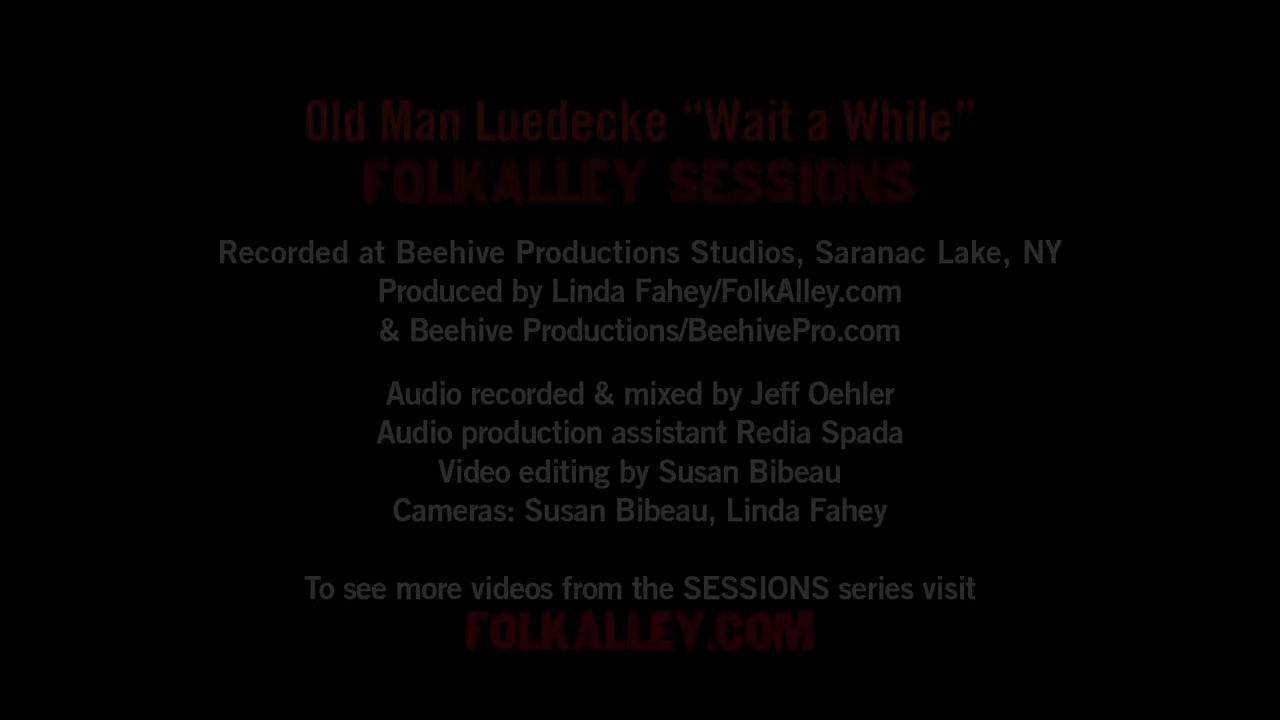 Old Man Luedecke “Wait a While”
FOLKALLEY SESSIONS
Recorded at Beehive Productions Studios, Saranac Lake, NY
Produced by Linda Fahey/FolkAlley.com
& Beehive Productions/BeehivePro.com
Audio recorded & mixed by Jeff Oehler
Audio production assistant Redia Spada
Video editing by Susan Bibeau
Cameras: Susan Bibeau, Linda Fahey
To see more videos from the SESSIONS series visit
FOLKALLEY.COM